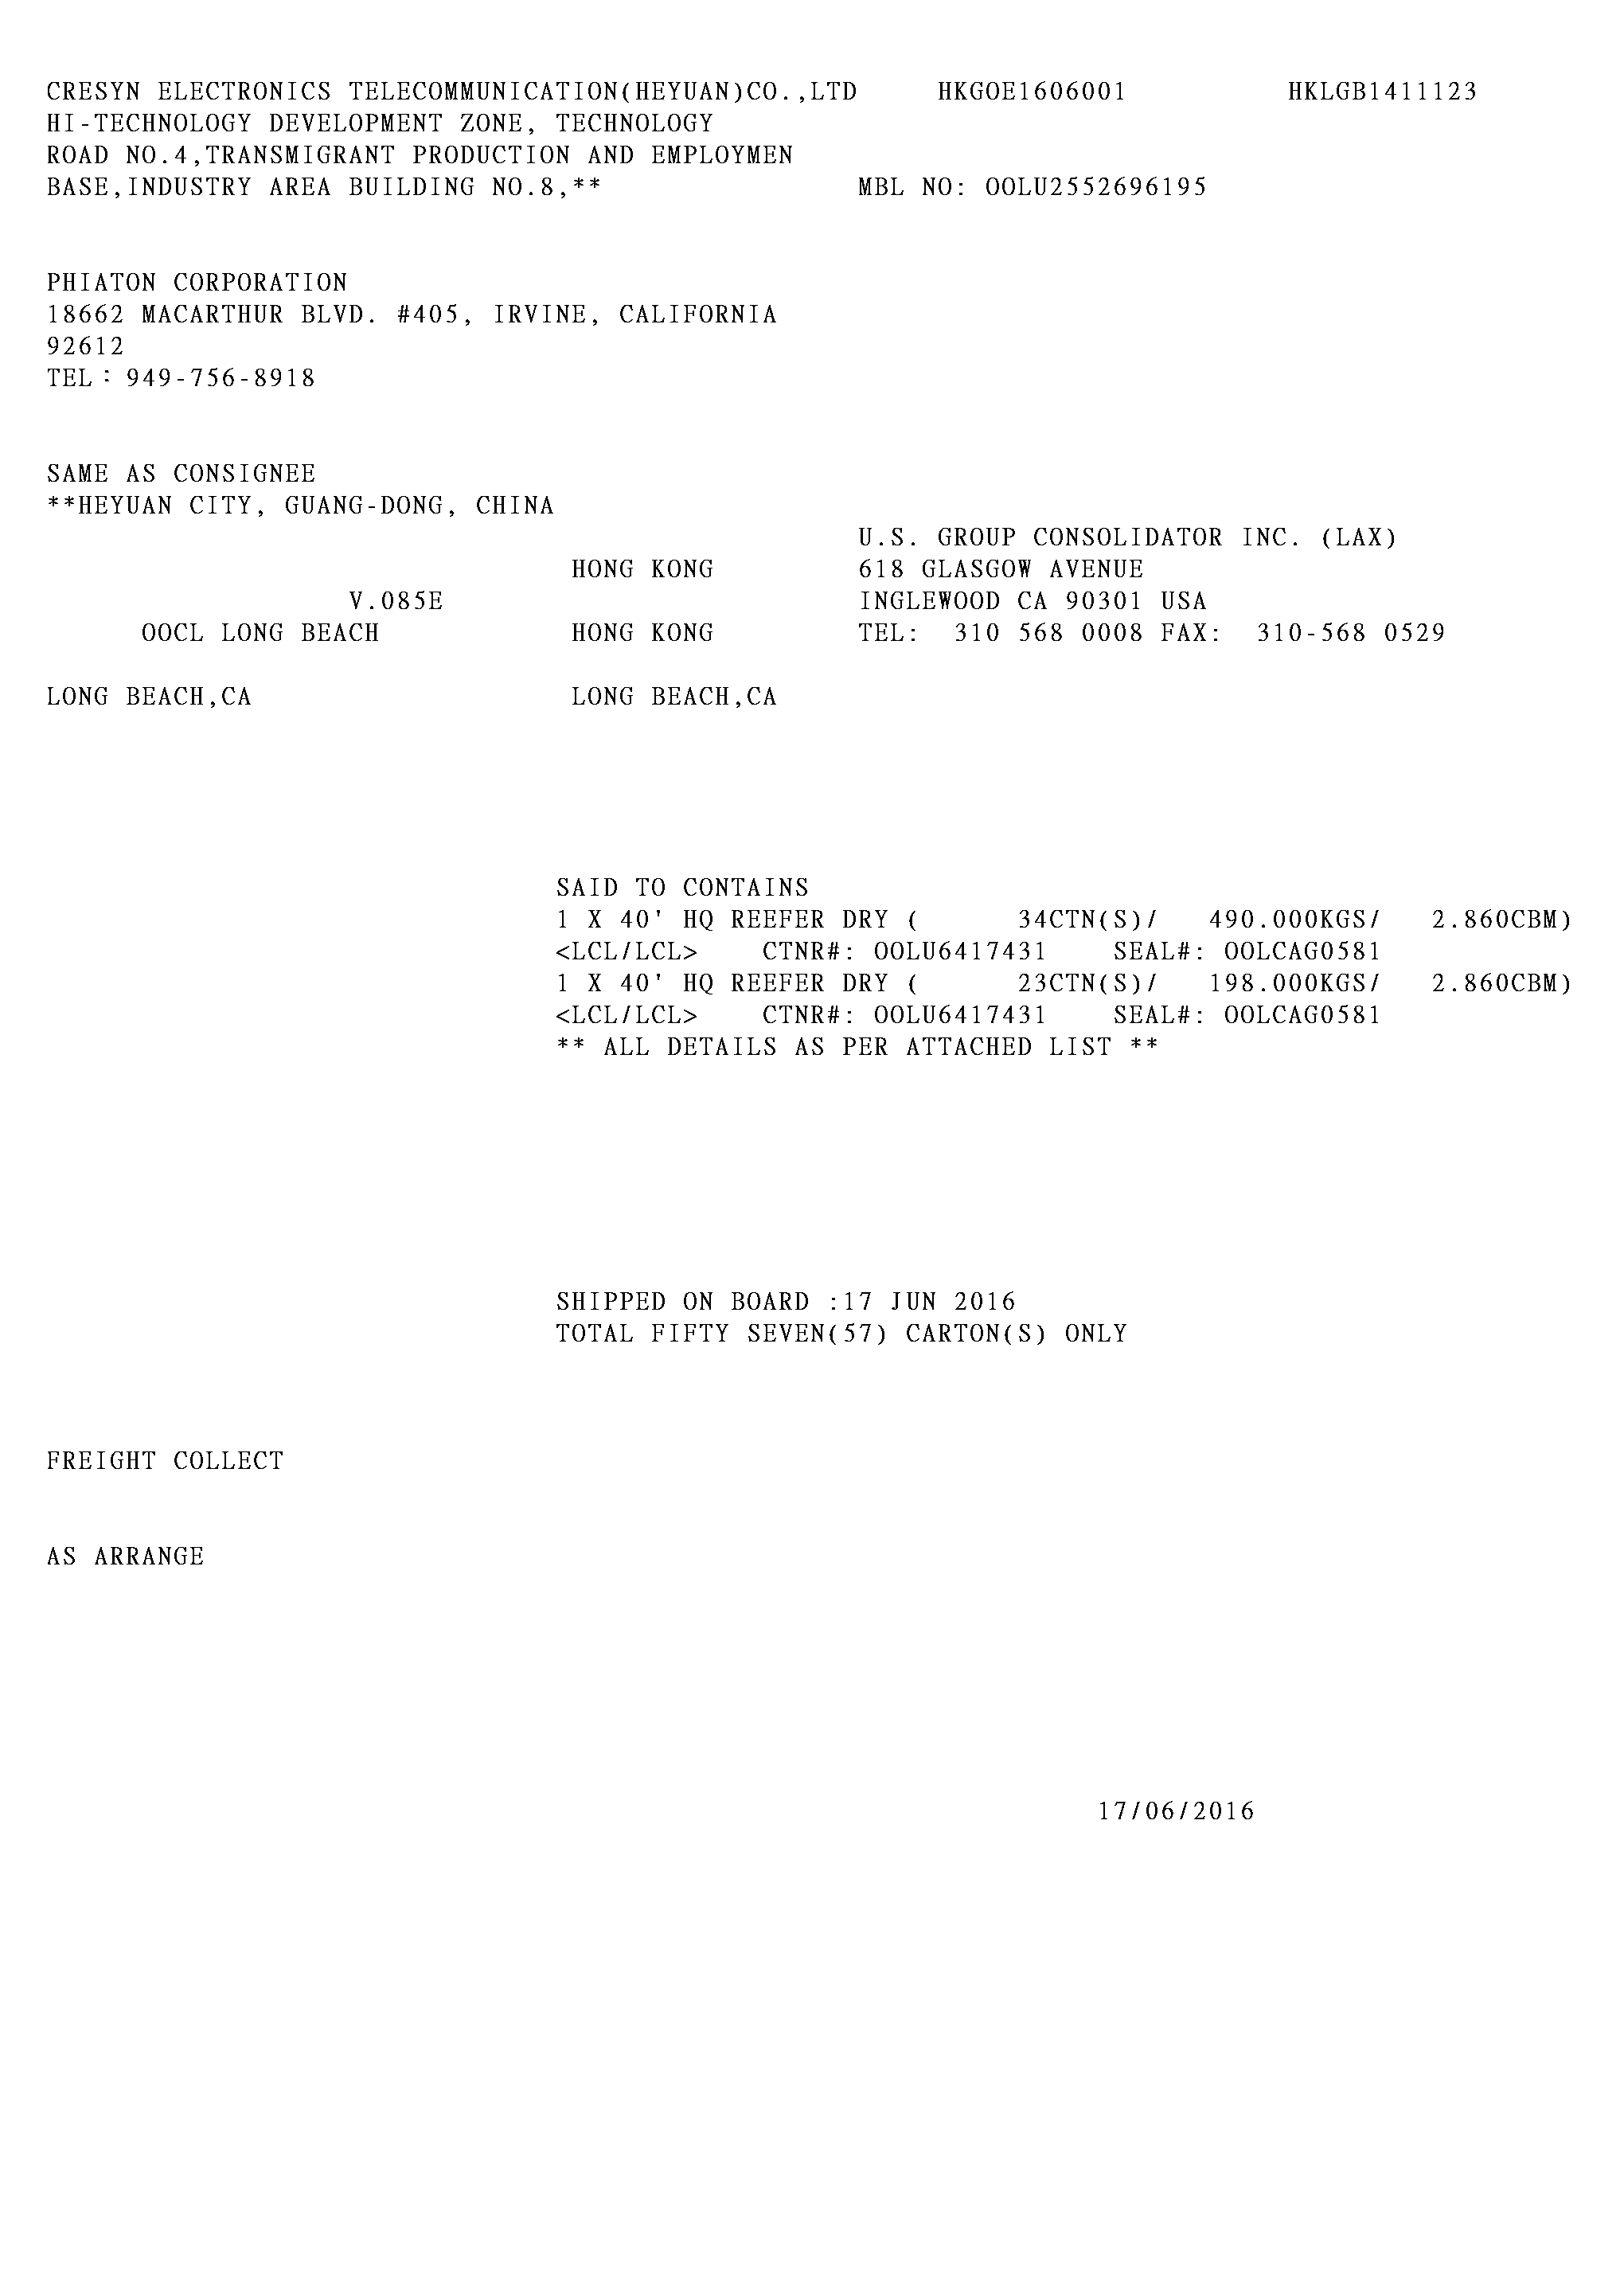 CRESYN ELECTRONICS TELECOMMUNICATION(HEYUAN)CO.,LTD HKGOE1606001 HKLGB1411123
HI-TECHNOLOGY DEVELOPMENT ZONE, TECHNOLOGY
ROAD NO.4,TRANSMIGRANT PRODUCTION AND EMPLOYMEN
BASE,INDUSTRY AREA BUILDING NO.8,** MBL NO: OOLU2552696195
PHIATON CORPORATION
18662 MACARTHUR BLVD. #405, IRVINE, CALIFORNIA
92612
TEL: 949-756-8918
SAME AS CONSIGNEE
**HEYUAN CITY, GUANG-DONG, CHINA
U.S. GROUP CONSOLIDATOR INC. (LAX)
HONG KONG 618 GLASGOW AVENUE
V.085E INGLEWOOD CA 90301 USA
OOCL LONG BEACH HONG KONG TEL: 310 568 0008 FAX: 310-568 0529
LONG BEACH,CA LONG BEACH,CA
SAID TO CONTAINS
1 X 40' HQ REEFER DRY ( 34CTN(S)/ 490.000KGS/ 2.860CBM)
<LCL/LCL> CTNR#: OOLU6417431 SEAL#: OOLCAG0581
1 X 40' HQ REEFER DRY ( 23CTN(S)/ 198.000KGS/ 2.860CBM)
<LCL/LCL> CTNR#: OOLU6417431 SEAL#: OOLCAG0581
** ALL DETAILS AS PER ATTACHED LIST **
SHIPPED ON BOARD :17 JUN 2016
TOTAL FIFTY SEVEN(57) CARTON(S) ONLY
FREIGHT COLLECT
AS ARRANGE
17/06/2016